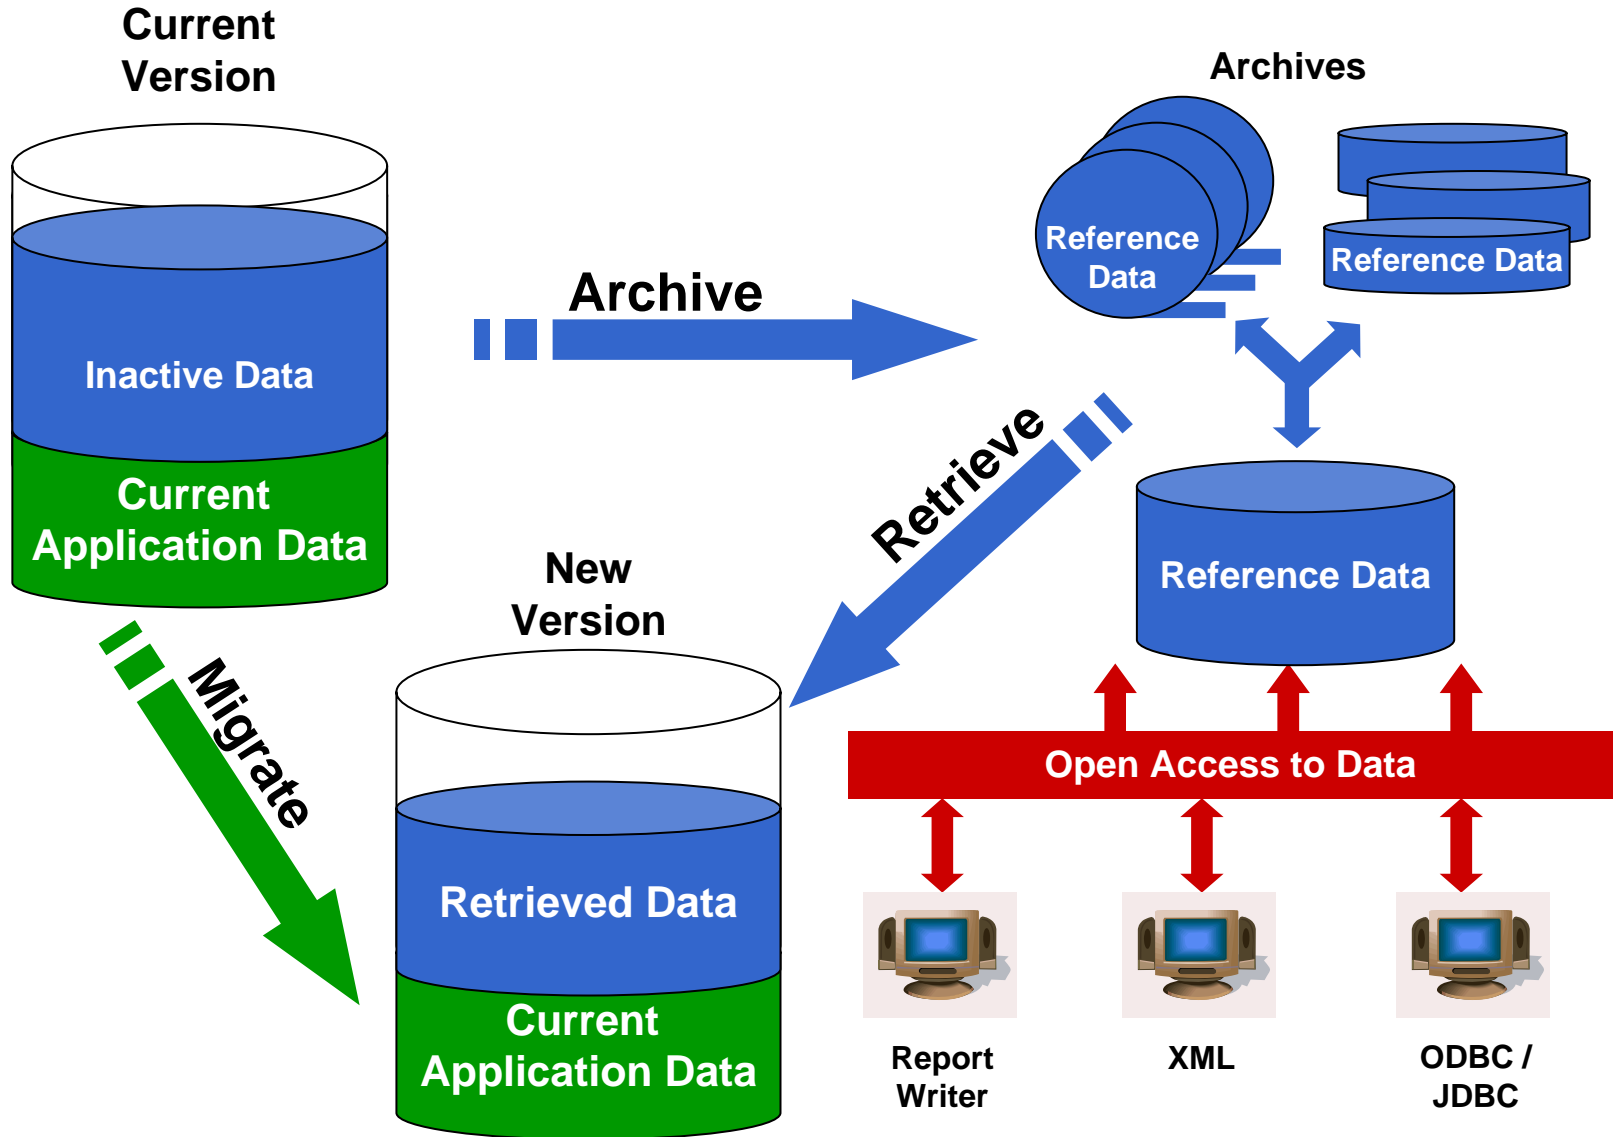 Current
Version
Archives
Reference
Data
Reference Data
Archive
Inactive Data
Retrieve
Current
Application Data
Reference Data
New
Version
Migrate
Open Access to Data
Retrieved Data
Current
Application Data
Report
Writer
XML
ODBC /
JDBC